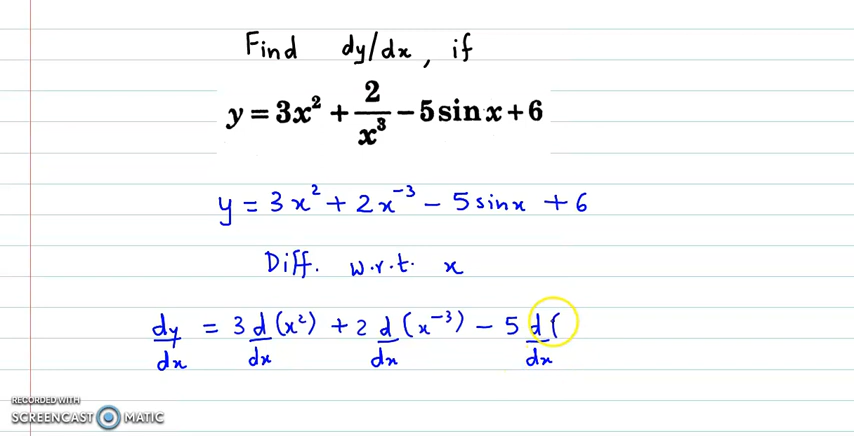 Find dy/dx, if
y = 3x² + 2/x³ − 5 sin x + 6
y = 3x² + 2x⁻³ − 5 sinx + 6
Diff. w.r.t. x
dy/dx = 3 d/dx (x²) + 2 d/dx (x⁻³) − 5 d/dx (
RECORDED WITH
SCREENCAST MATIC